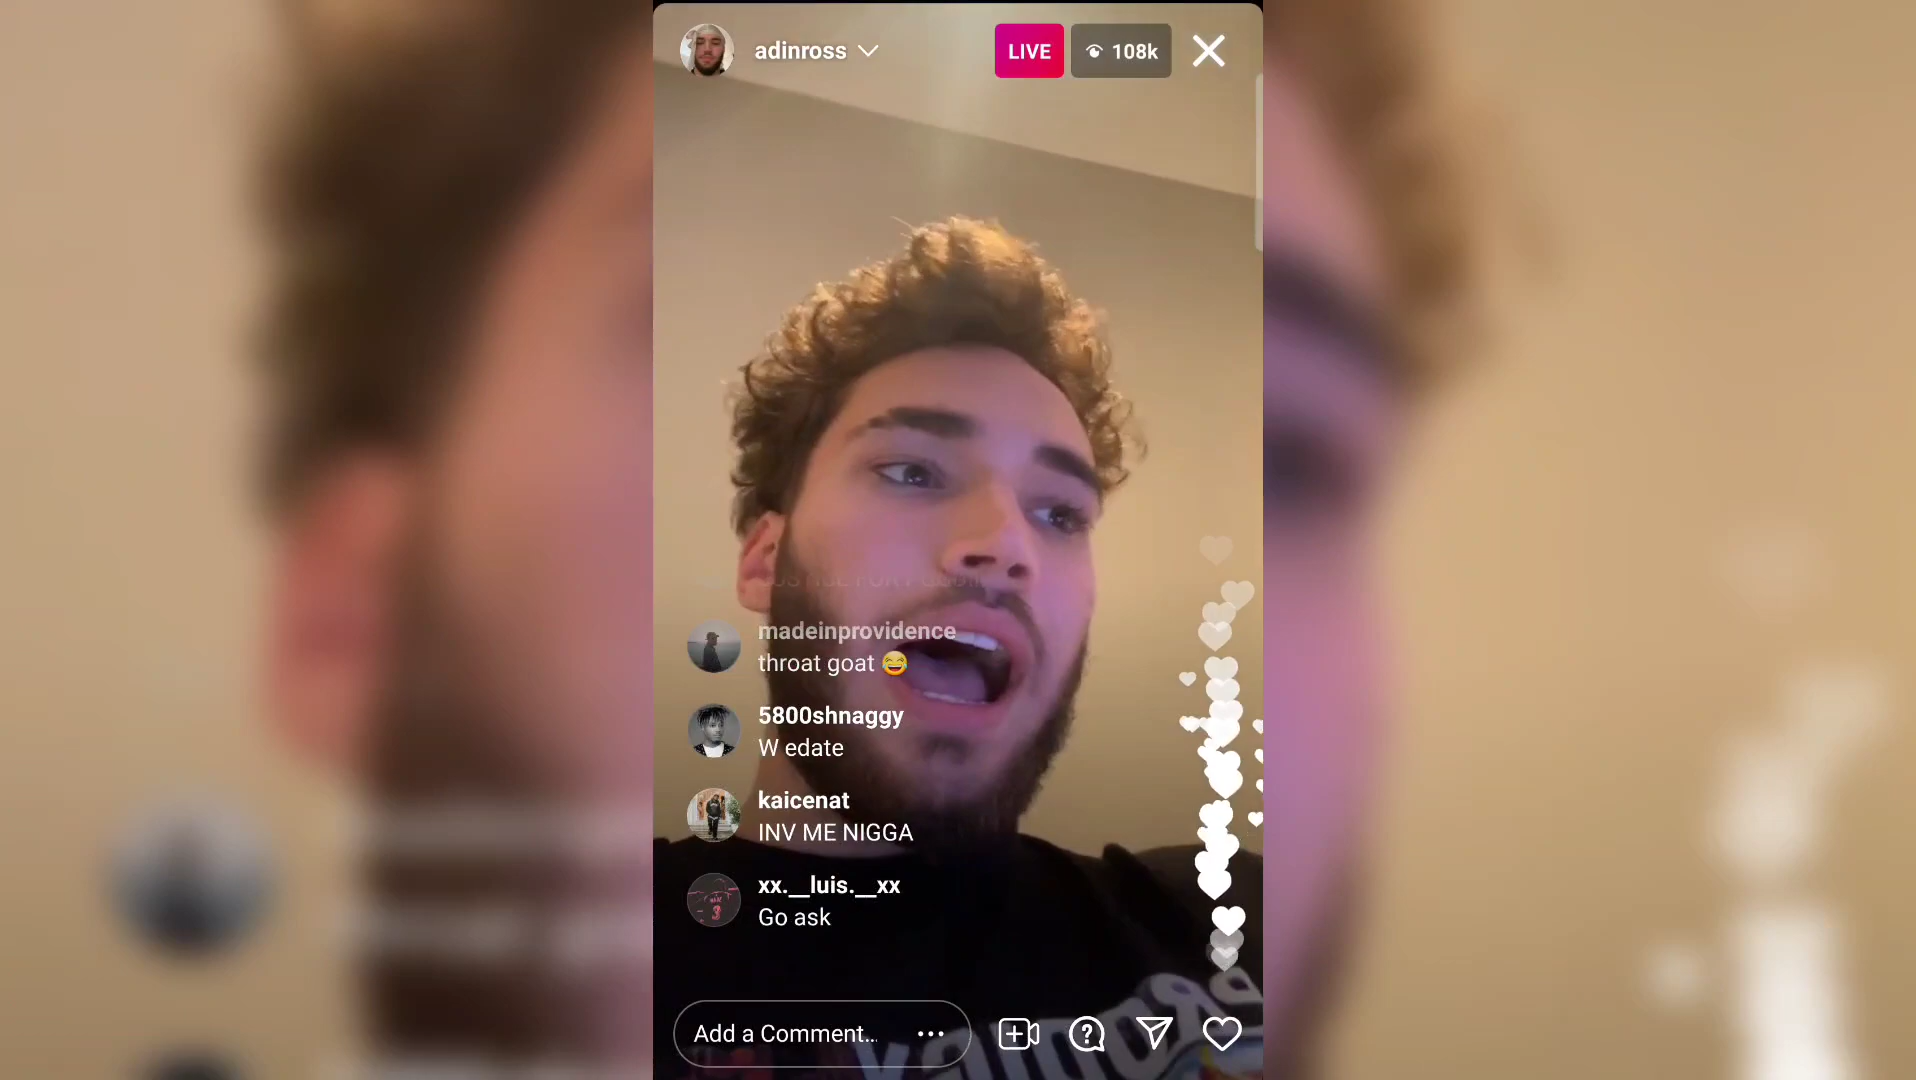 adinross
LIVE
108k
madeinprovidence
throat goat 😂
5800shnaggy
W edate
kaicenat
INV ME NIGGA
xx.__luis.__xx
Go ask
Add a Comment...